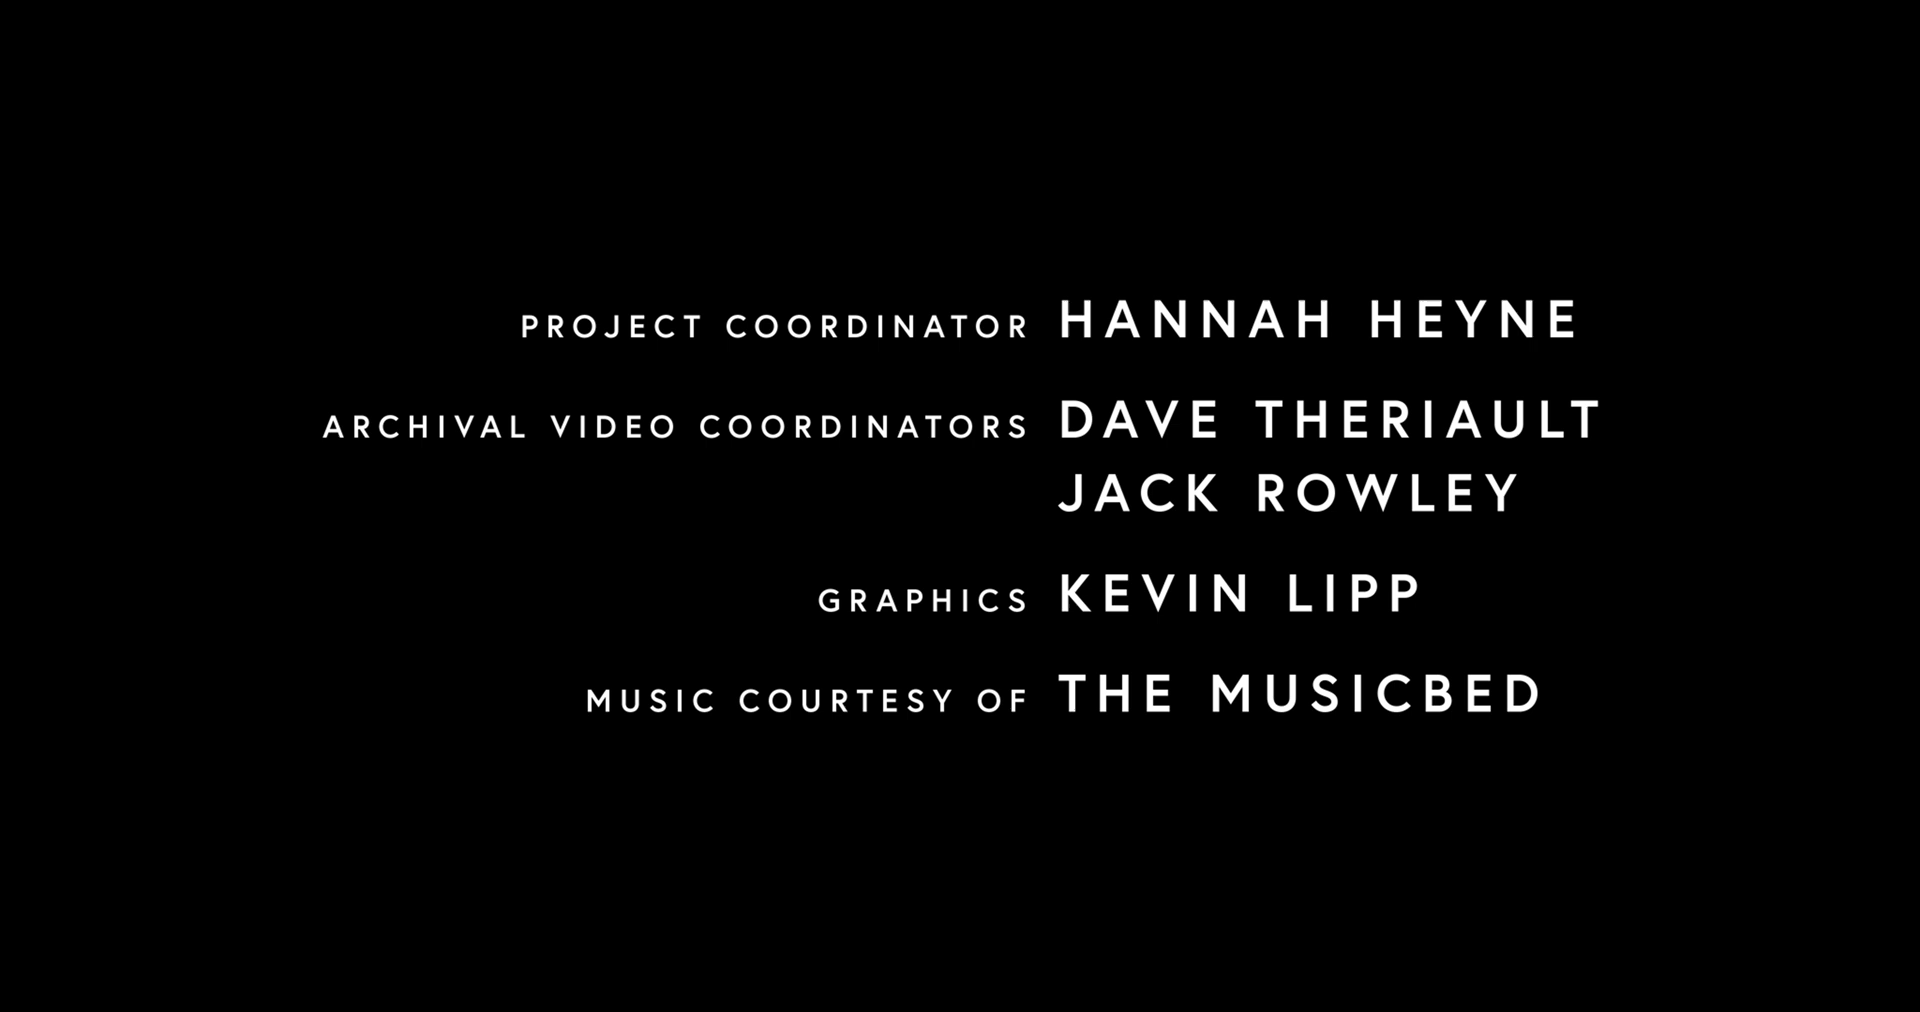 PROJECT COORDINATOR HANNAH HEYNE
ARCHIVAL VIDEO COORDINATORS DAVE THERIAULT
JACK ROWLEY
GRAPHICS KEVIN LIPP
MUSIC COURTESY OF THE MUSICBED